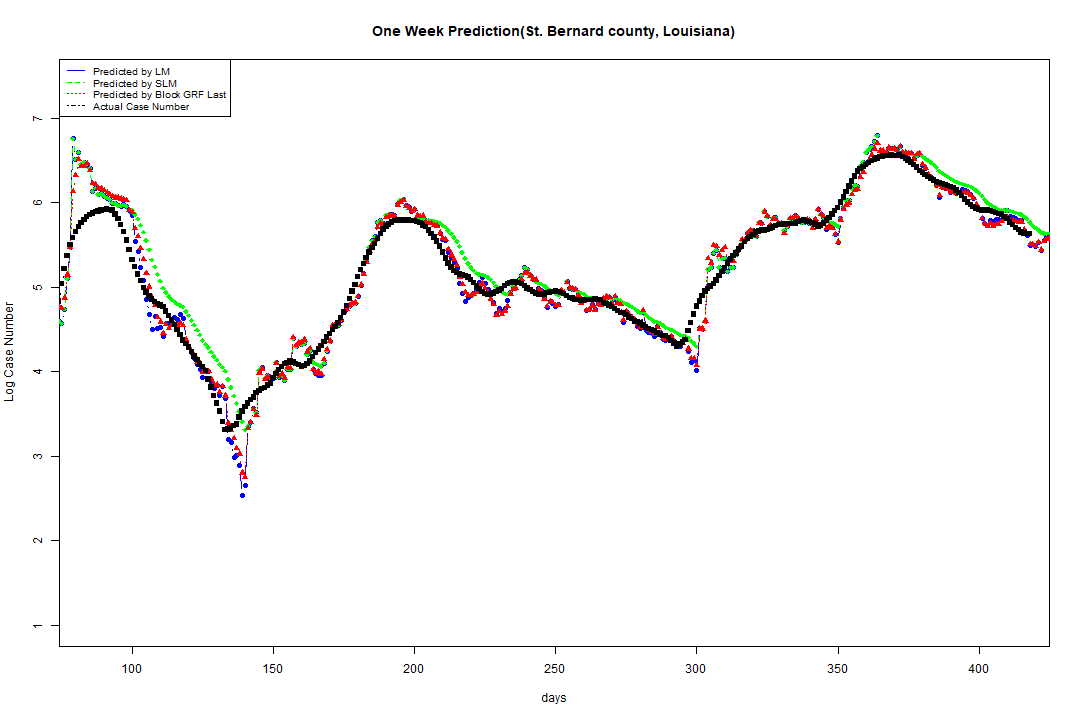 One Week Prediction(St. Bernard county, Louisiana)
Predicted by LM
Predicted by SLM
Predicted by Block GRF Last
Actual Case Number
Log Case Number
7
6
5
4
3
2
1
100 150 200 250 300 350 400
days